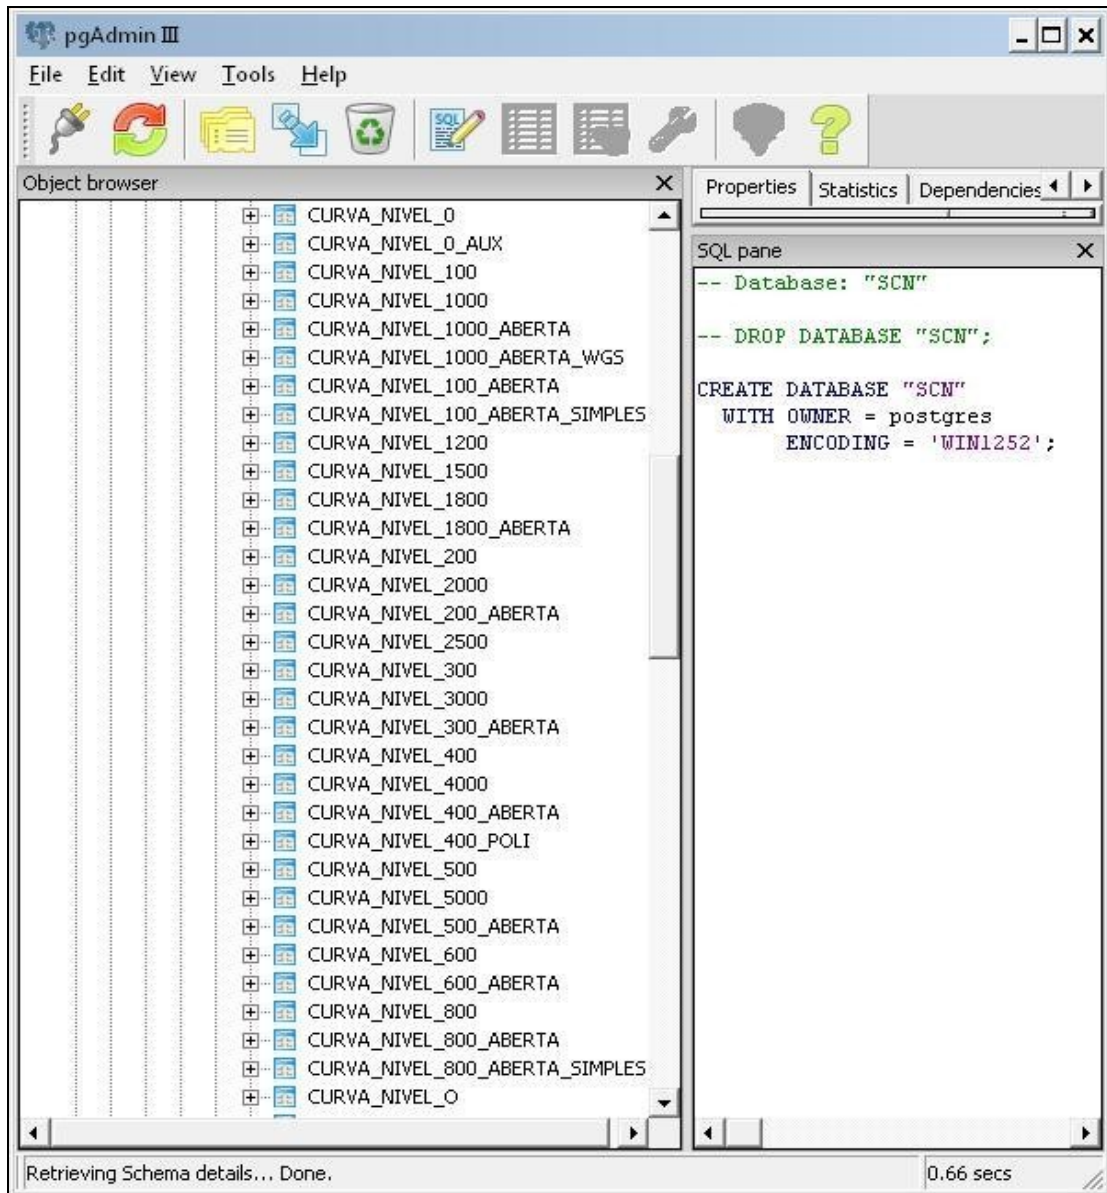 pgAdmin III
File Edit View Tools Help
SQL
Object browser
CURVA_NIVEL_0
CURVA_NIVEL_0_AUX
CURVA_NIVEL_100
CURVA_NIVEL_1000
CURVA_NIVEL_1000_ABERTA
CURVA_NIVEL_1000_ABERTA_WGS
CURVA_NIVEL_100_ABERTA
CURVA_NIVEL_100_ABERTA_SIMPLES
CURVA_NIVEL_1200
CURVA_NIVEL_1500
CURVA_NIVEL_1800
CURVA_NIVEL_1800_ABERTA
CURVA_NIVEL_200
CURVA_NIVEL_2000
CURVA_NIVEL_200_ABERTA
CURVA_NIVEL_2500
CURVA_NIVEL_300
CURVA_NIVEL_3000
CURVA_NIVEL_300_ABERTA
CURVA_NIVEL_400
CURVA_NIVEL_4000
CURVA_NIVEL_400_ABERTA
CURVA_NIVEL_400_POLI
CURVA_NIVEL_500
CURVA_NIVEL_5000
CURVA_NIVEL_500_ABERTA
CURVA_NIVEL_600
CURVA_NIVEL_600_ABERTA
CURVA_NIVEL_800
CURVA_NIVEL_800_ABERTA
CURVA_NIVEL_800_ABERTA_SIMPLES
CURVA_NIVEL_O
Properties Statistics Dependencies
SQL pane
-- Database: "SCN"
-- DROP DATABASE "SCN";
CREATE DATABASE "SCN"
WITH OWNER = postgres
ENCODING = 'WIN1252';
Retrieving Schema details... Done.
0.66 secs